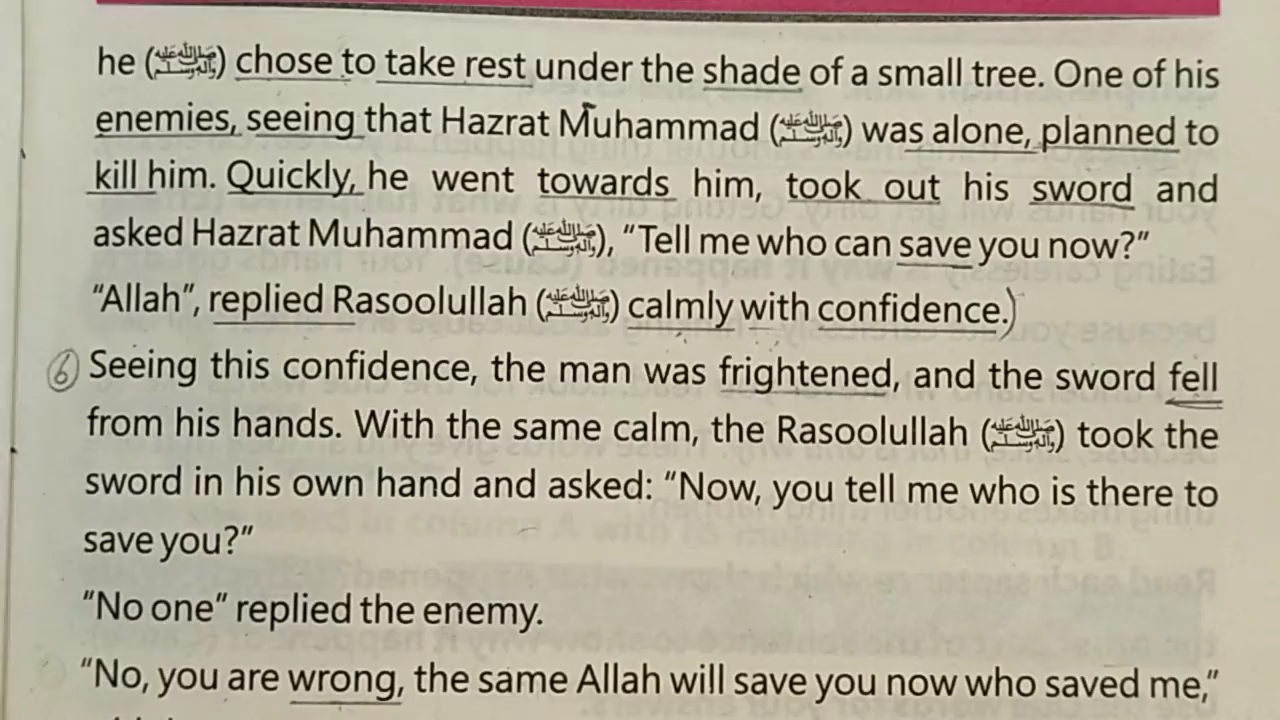 he (ﷺ) chose to take rest under the shade of a small tree. One of his
enemies, seeing that Hazrat Muhammad (ﷺ) was alone, planned to
kill him. Quickly, he went towards him, took out his sword and
asked Hazrat Muhammad (ﷺ), “Tell me who can save you now?”
“Allah”, replied Rasoolullah (ﷺ) calmly with confidence.)
6 Seeing this confidence, the man was frightened, and the sword fell
from his hands. With the same calm, the Rasoolullah (ﷺ) took the
sword in his own hand and asked: “Now, you tell me who is there to
save you?”
“No one” replied the enemy.
“No, you are wrong, the same Allah will save you now who saved me,”